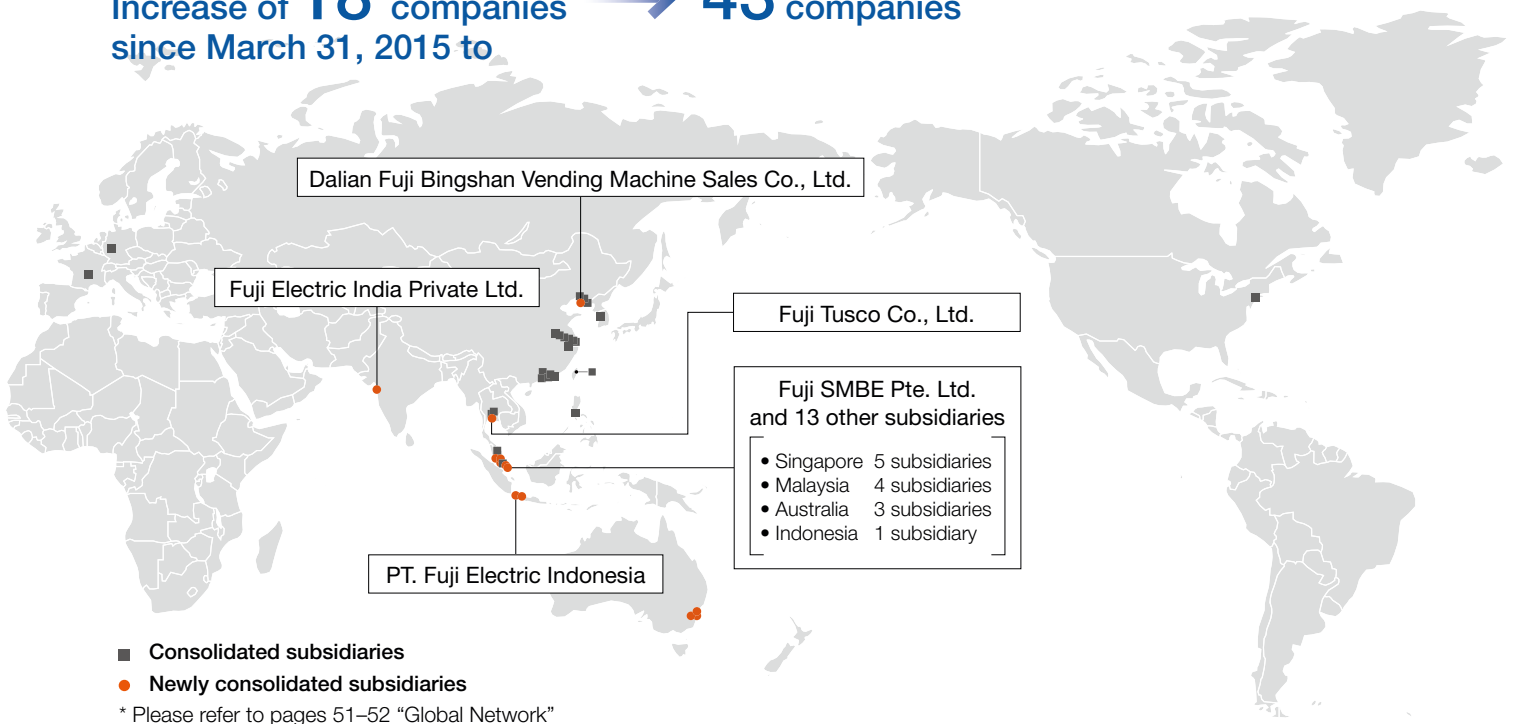 Increase of 18 companies
since March 31, 2015 to
45 companies
Dalian Fuji Bingshan Vending Machine Sales Co., Ltd.
Fuji Electric India Private Ltd.
Fuji Tusco Co., Ltd.
Fuji SMBE Pte. Ltd.
and 13 other subsidiaries
• Singapore 5 subsidiaries
• Malaysia 4 subsidiaries
• Australia 3 subsidiaries
• Indonesia 1 subsidiary
PT. Fuji Electric Indonesia
Consolidated subsidiaries
Newly consolidated subsidiaries
* Please refer to pages 51–52 “Global Network”